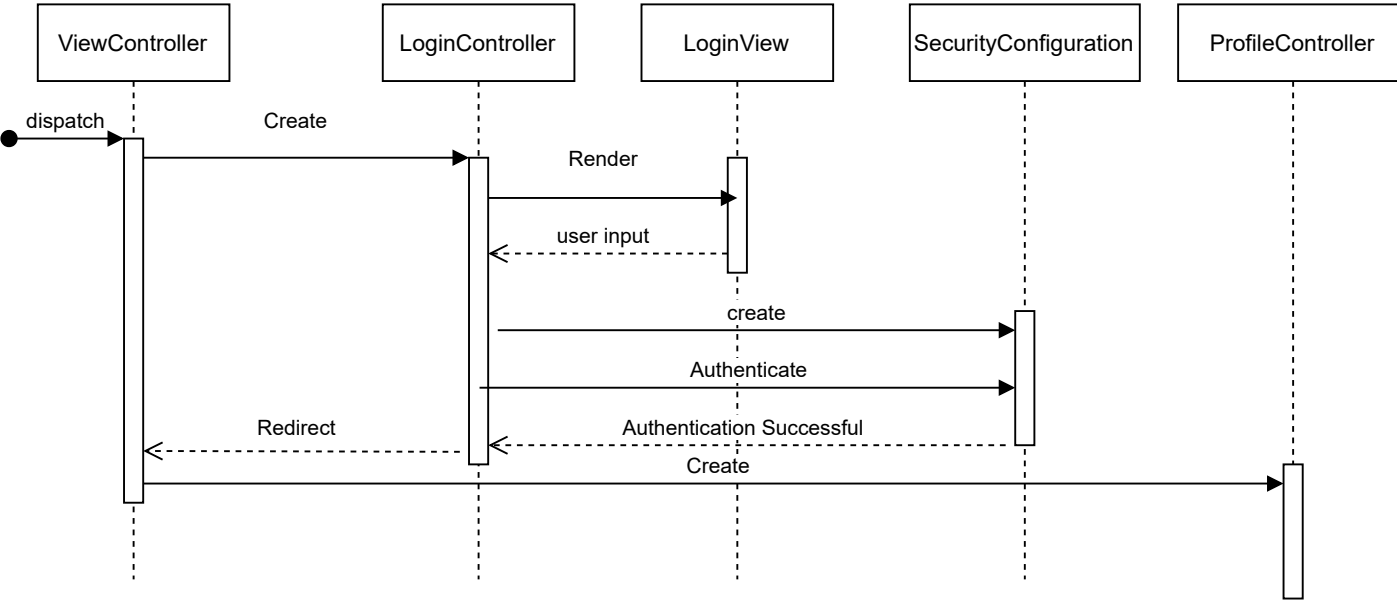 ViewController
LoginController
LoginView
SecurityConfiguration
ProfileController
dispatch
Create
Render
user input
create
Authenticate
Authentication Successful
Redirect
Create